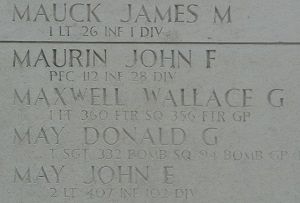 MAUCK JAMES M
1 LT 26 INF 1 DIV
MAURIN JOHN F
PFC 112 INF 28 DIV
MAXWELL WALLACE G
1 LT 360 FTR SQ 356 FTR GP
MAY DONALD G
T SGT 332 BOMB SQ 94 BOMB GP
MAY JOHN E
2 LT 407 INF 102 DIV